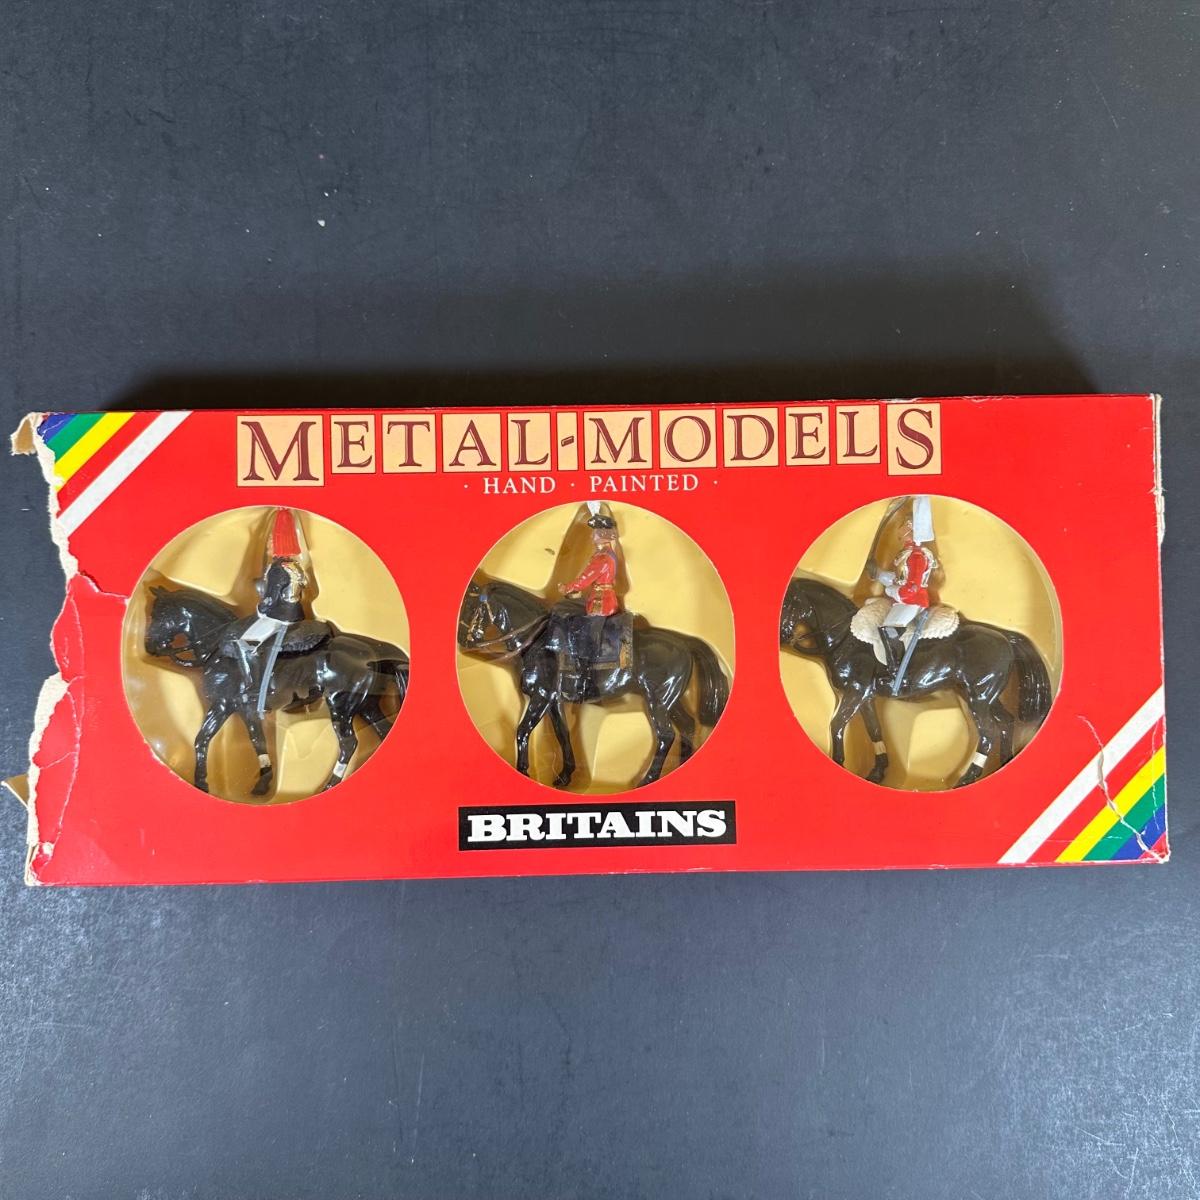 METAL-MODELS
· HAND · PAINTED ·
BRITAINS